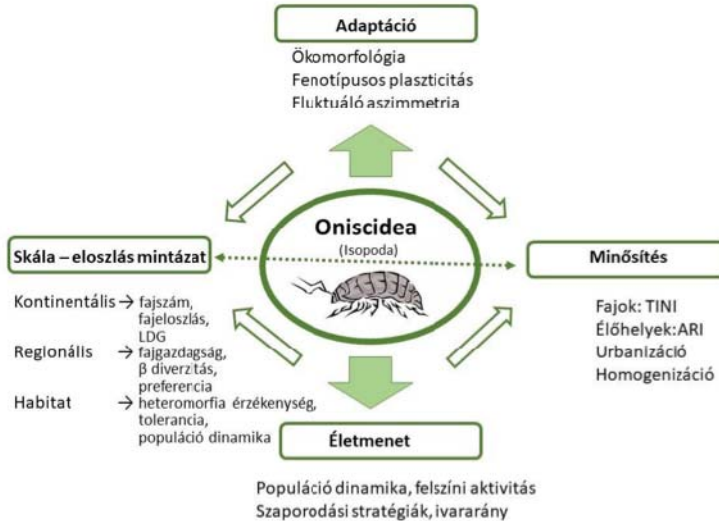 Adaptáció
Ökomorfológia
Fenotípusos plaszticitás
Fluktuáló aszimmetria
Oniscidea
(Isopoda)
Skála – eloszlás mintázat
Kontinentális → fajszám,
fajeloszlás,
LDG
Regionális → fajgazdagság,
β diverzitás,
preferencia
Habitat → heteromorfia érzékenység,
tolerancia,
populáció dinamika
Minősítés
Fajok: TINI
Élőhelyek:ARI
Urbanizáció
Homogenizáció
Életmenet
Populáció dinamika, felszíni aktivitás
Szaporodási stratégiák, ivararány